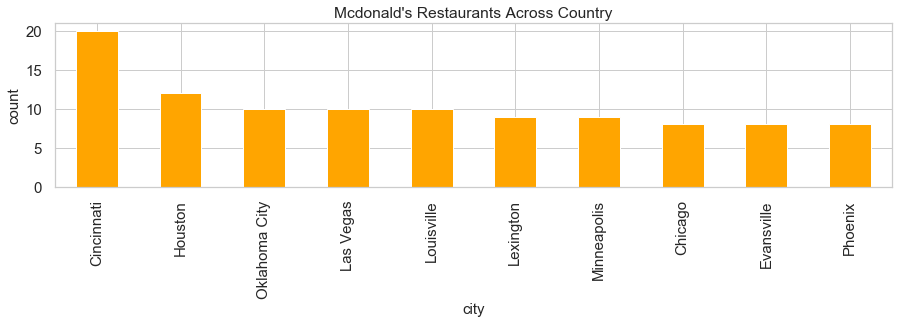 Mcdonald's Restaurants Across Country
count
20
15
10
5
0
Cincinnati
Houston
Oklahoma City
Las Vegas
Louisville
Lexington
Minneapolis
Chicago
Evansville
Phoenix
city